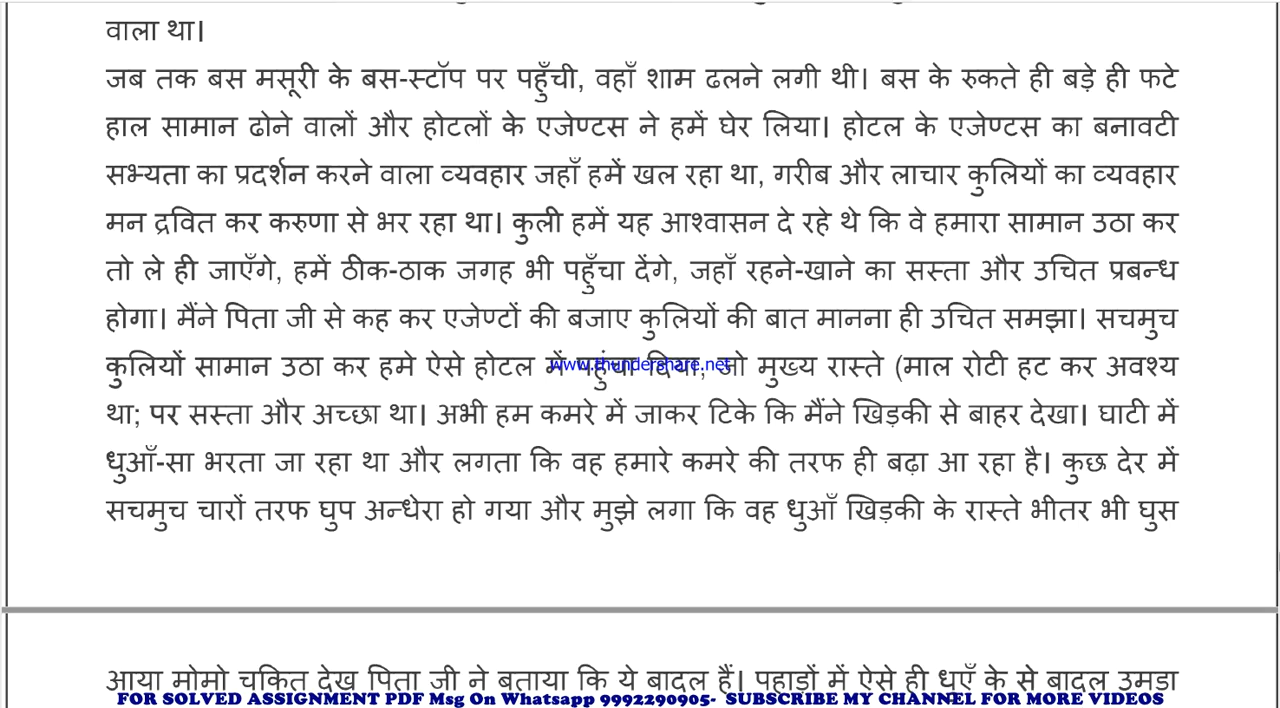 वाला था।
जब तक बस मसूरी के बस-स्टॉप पर पहुँची, वहाँ शाम ढलने लगी थी। बस के रुकते ही बड़े ही फटे
हाल सामान ढोने वालों और होटलों के एजेण्टस ने हमें घेर लिया। होटल के एजेण्टस का बनावटी
सभ्यता का प्रदर्शन करने वाला व्यवहार जहाँ हमें खल रहा था, गरीब और लाचार कुलियों का व्यवहार
मन द्रवित कर करुणा से भर रहा था। कुली हमें यह आश्वासन दे रहे थे कि वे हमारा सामान उठा कर
तो ले ही जाएँगे, हमें ठीक-ठाक जगह भी पहुँचा देंगे, जहाँ रहने-खाने का सस्ता और उचित प्रबन्ध
होगा। मैंने पिता जी से कह कर एजेण्टों की बजाए कुलियों की बात मानना ही उचित समझा। सचमुच
कुलियों सामान उठा कर हमे ऐसे होटल में पहुंचा दिया, जो मुख्य रास्ते (माल रोटी हट कर अवश्य
www.thundershare.net
था; पर सस्ता और अच्छा था। अभी हम कमरे में जाकर टिके कि मैंने खिड़की से बाहर देखा। घाटी में
धुआँ-सा भरता जा रहा था और लगता कि वह हमारे कमरे की तरफ ही बढ़ा आ रहा है। कुछ देर में
सचमुच चारों तरफ घुप अन्धेरा हो गया और मुझे लगा कि वह धुआँ खिड़की के रास्ते भीतर भी घुस
आया मोमो चकित देख पिता जी ने बताया कि ये बादल हैं। पहाड़ों में ऐसे ही धुएँ के से बादल उमड़ा
FOR SOLVED ASSIGNMENT PDF Msg On Whatsapp 9992290905- SUBSCRIBE MY CHANNEL FOR MORE VIDEOS